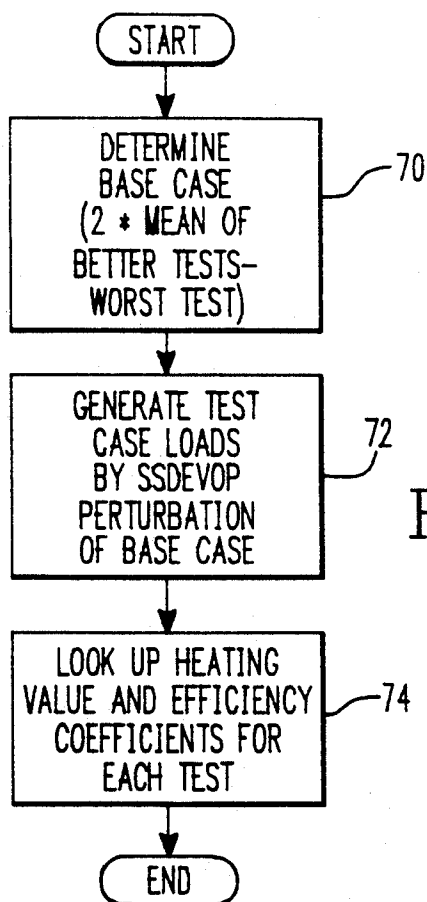 START
DETERMINE
BASE CASE
(2 * MEAN OF
BETTER TESTS-
WORST TEST)
70
GENERATE TEST
CASE LOADS
BY SSDEVOP
PERTURBATION
OF BASE CASE
72
LOOK UP HEATING
VALUE AND EFFICIENCY
COEFFICIENTS FOR
EACH TEST
74
END